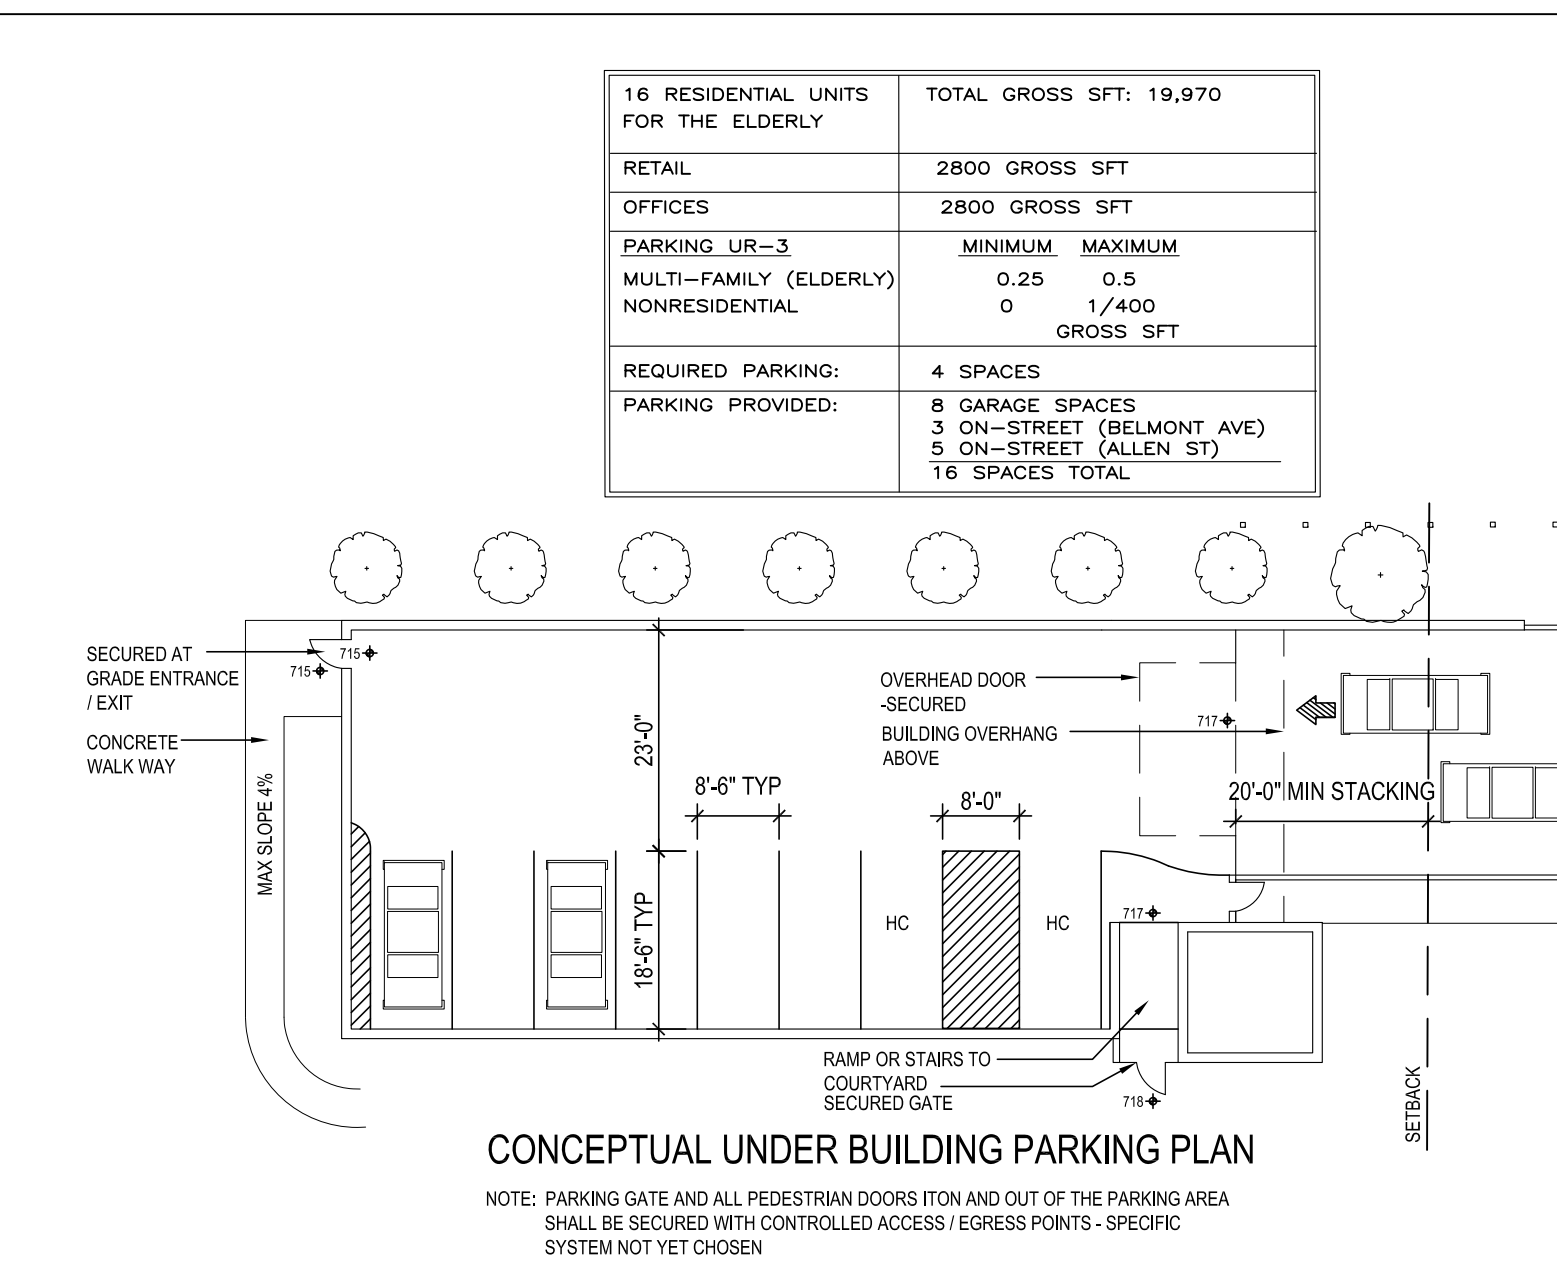 16 RESIDENTIAL UNITS TOTAL GROSS SFT: 19,970
FOR THE ELDERLY
RETAIL 2800 GROSS SFT
OFFICES 2800 GROSS SFT
PARKING UR-3 MINIMUM MAXIMUM
MULTI-FAMILY (ELDERLY) 0.25 0.5
NONRESIDENTIAL 0 1/400
GROSS SFT
REQUIRED PARKING: 4 SPACES
PARKING PROVIDED: 8 GARAGE SPACES
3 ON-STREET (BELMONT AVE)
5 ON-STREET (ALLEN ST)
16 SPACES TOTAL
SECURED AT
GRADE ENTRANCE
/ EXIT
715
715
CONCRETE
WALK WAY
MAX SLOPE 4%
23'-0"
8'-6" TYP
18'-6" TYP
8'-0"
HC
HC
OVERHEAD DOOR
-SECURED
BUILDING OVERHANG
ABOVE
717
20'-0" MIN STACKING
717
RAMP OR STAIRS TO
COURTYARD
SECURED GATE
718
SETBACK
CONCEPTUAL UNDER BUILDING PARKING PLAN
NOTE: PARKING GATE AND ALL PEDESTRIAN DOORS ITON AND OUT OF THE PARKING AREA
SHALL BE SECURED WITH CONTROLLED ACCESS / EGRESS POINTS - SPECIFIC
SYSTEM NOT YET CHOSEN